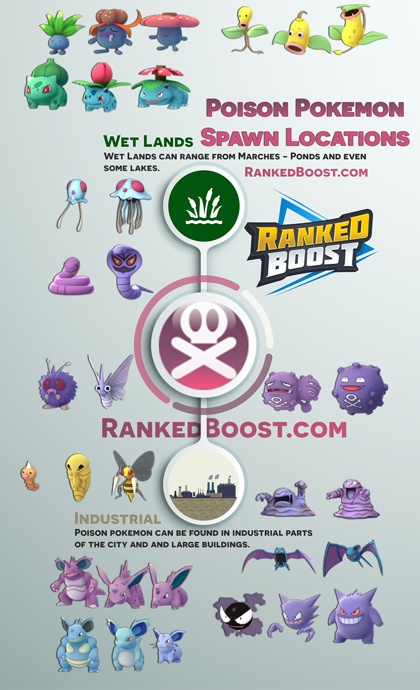 POISON POKEMON
WET LANDS SPAWN LOCATIONS
WET LANDS CAN RANGE FROM MARCHES - PONDS AND EVEN
SOME LAKES.
RANKEDBOOST.COM
RANKED
BOOST
RANKEDBOOST.COM
INDUSTRIAL
POISON POKEMON CAN BE FOUND IN INDUSTRIAL PARTS
OF THE CITY AND AND LARGE BUILDINGS.